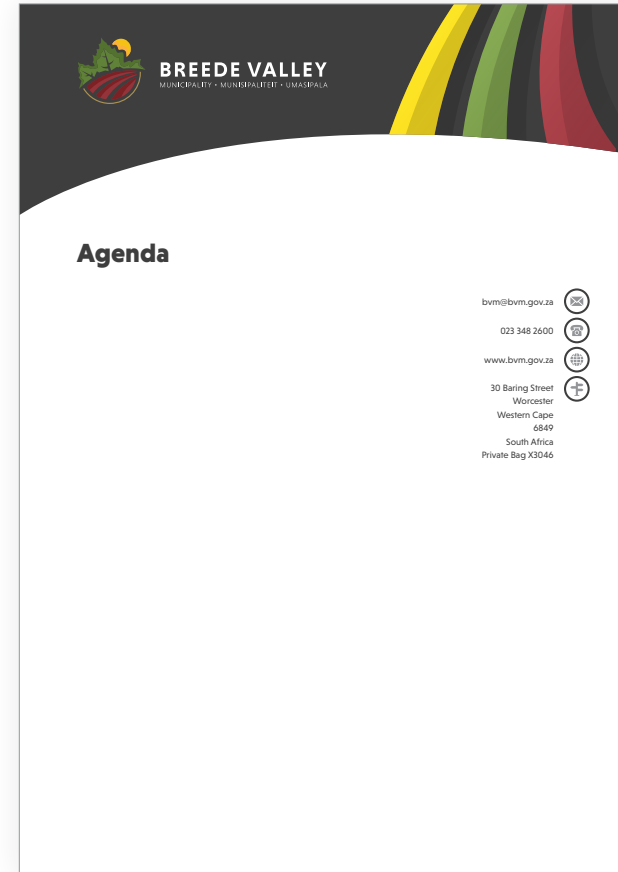 BREEDE VALLEY
MUNICIPALITY • MUNISIPALITEIT • UMASIPALA
Agenda
bvm@bvm.gov.za
023 348 2600
www.bvm.gov.za
30 Baring Street
Worcester
Western Cape
6849
South Africa
Private Bag X3046